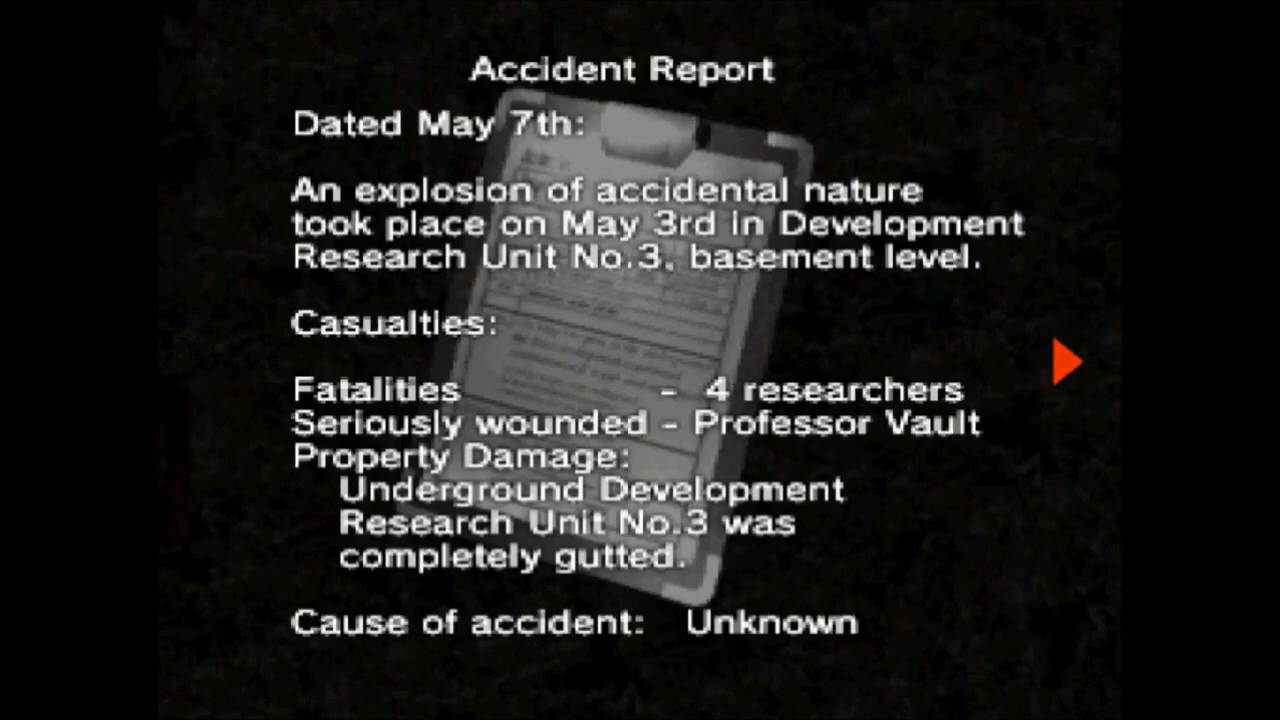 Accident Report
Dated May 7th:
An explosion of accidental nature
took place on May 3rd in Development
Research Unit No.3, basement level.
Casualties:
Fatalities - 4 researchers
Seriously wounded - Professor Vault
Property Damage:
Underground Development
Research Unit No.3 was
completely gutted.
Cause of accident: Unknown